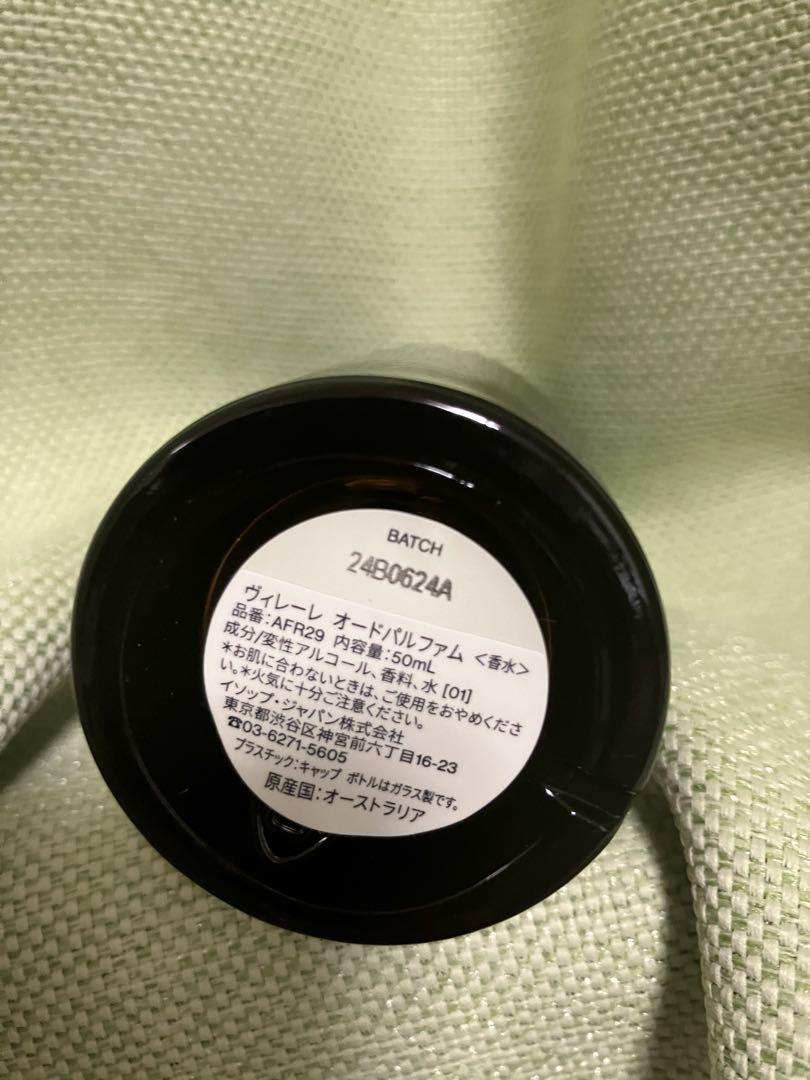 BATCH
24B0624A
ヴィレーレ オードパルファム <香水>
品番:AFR29 内容量:50mL
成分/変性アルコール、香料、水 [01]
*お肌に合わないときは、ご使用をおやめくださ
い。*火気に十分ご注意ください。
イソップ・ジャパン株式会社
東京都渋谷区神宮前六丁目16-23
☎03-6271-5605
プラスチック:キャップ ボトルはガラス製です。
原産国:オーストラリア